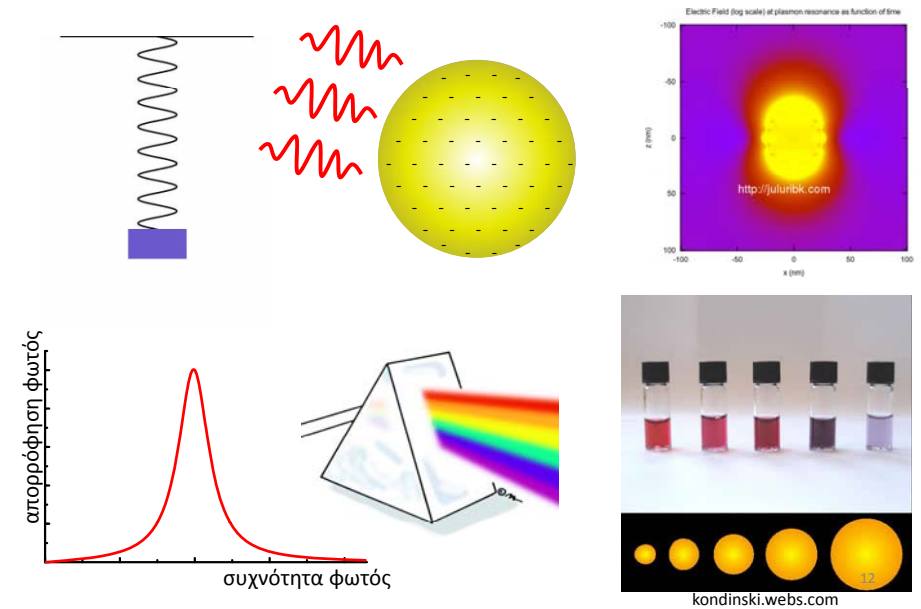 Electric Field (log scale) at plasmon resonance as function of time
-100
-50
0
50
100
z (nm)
http://juluribk.com
-100
-50
0
50
100
x (nm)
απορρόφηση φωτός
συχνότητα φωτός
12
kondinski.webs.com